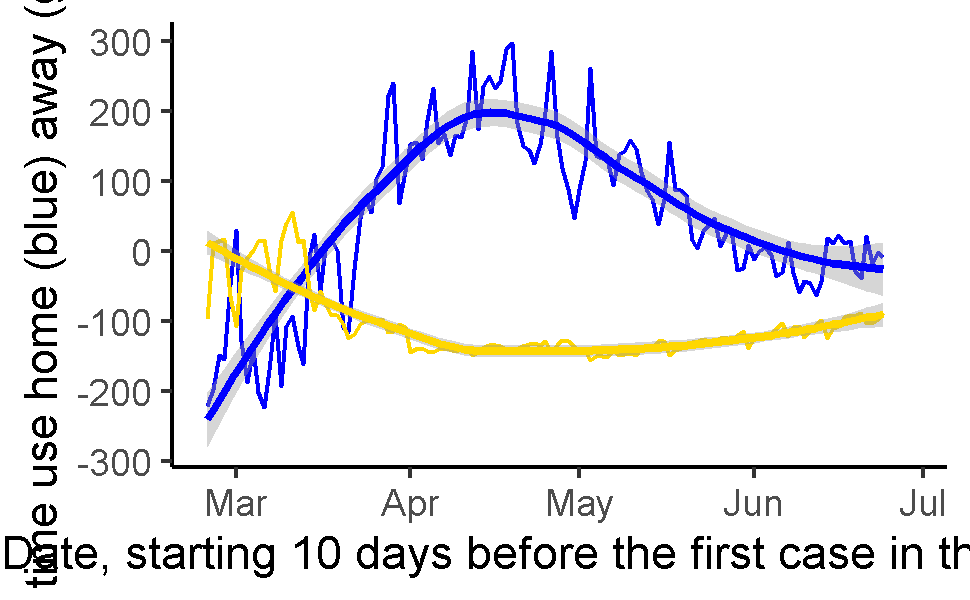 time use home (blue) away (
300
200
100
0
-100
-200
-300
Mar Apr May Jun Jul
Date, starting 10 days before the first case in th